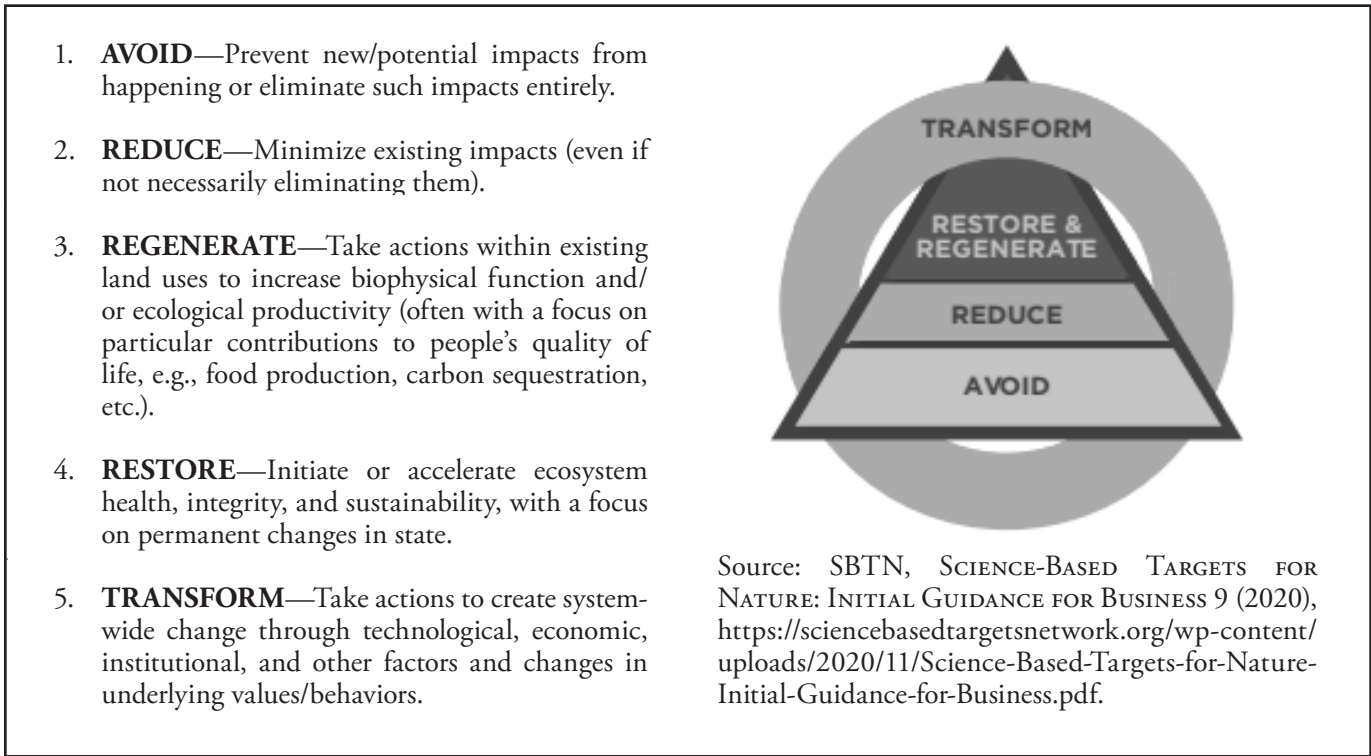 1. AVOID—Prevent new/potential impacts from
happening or eliminate such impacts entirely.
2. REDUCE—Minimize existing impacts (even if
not necessarily eliminating them).
3. REGENERATE—Take actions within existing
land uses to increase biophysical function and/
or ecological productivity (often with a focus on
particular contributions to people's quality of
life, e.g., food production, carbon sequestration,
etc.).
4. RESTORE—Initiate or accelerate ecosystem
health, integrity, and sustainability, with a focus
on permanent changes in state.
5. TRANSFORM—Take actions to create system-
wide change through technological, economic,
institutional, and other factors and changes in
underlying values/behaviors.
TRANSFORM
RESTORE &
REGENERATE
REDUCE
AVOID
Source: SBTN, Science-Based Targets for
Nature: Initial Guidance for Business 9 (2020),
https://sciencebasedtargetsnetwork.org/wp-content/
uploads/2020/11/Science-Based-Targets-for-Nature-
Initial-Guidance-for-Business.pdf.